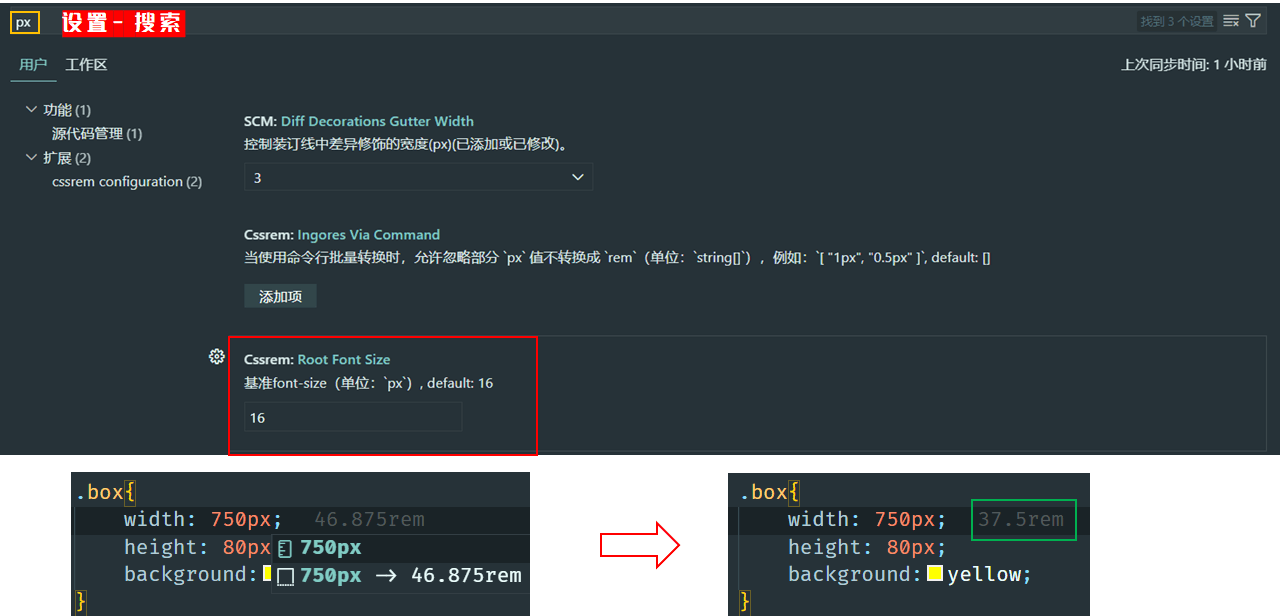 px 设置 - 搜索 找到 3 个设置
用户 工作区 上次同步时间: 1 小时前
功能 (1)
源代码管理 (1)
扩展 (2)
cssrem configuration (2)
SCM: Diff Decorations Gutter Width
控制装订线中差异修饰的宽度(px)(已添加或已修改)。
3
Cssrem: Ingores Via Command
当使用命令行批量转换时，允许忽略部分 `px` 值不转换成 `rem`（单位：`string[]`），例如：`[ "1px", "0.5px" ]`, default: []
添加项
Cssrem: Root Font Size
基准font-size（单位：`px`）, default: 16
16
.box{
width: 750px; 46.875rem
height: 80px 750px
background: 750px → 46.875rem
}
.box{
width: 750px; 37.5rem
height: 80px;
background: yellow;
}